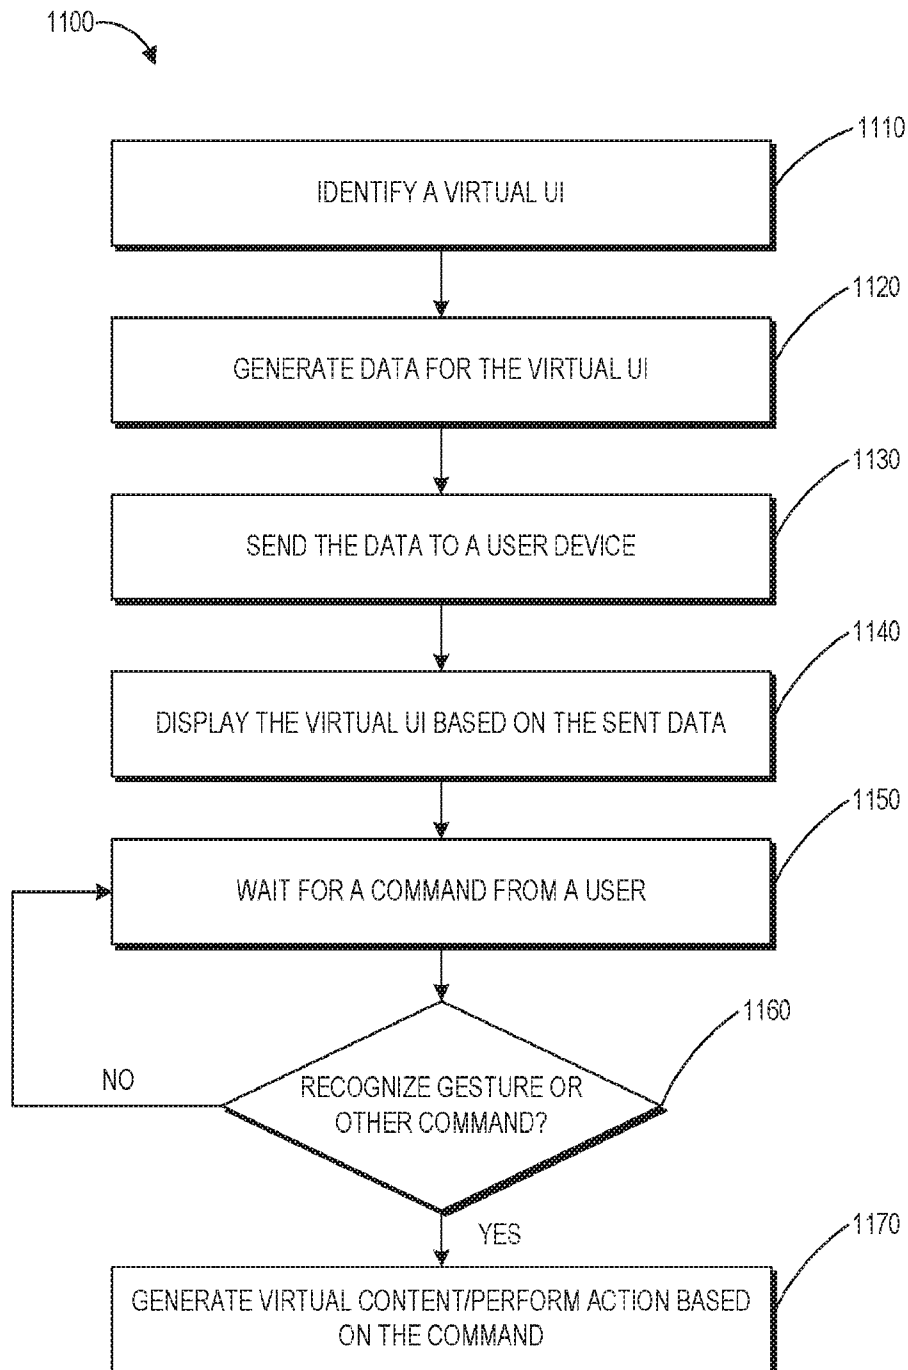 1100
1110
IDENTIFY A VIRTUAL UI
1120
GENERATE DATA FOR THE VIRTUAL UI
1130
SEND THE DATA TO A USER DEVICE
1140
DISPLAY THE VIRTUAL UI BASED ON THE SENT DATA
1150
WAIT FOR A COMMAND FROM A USER
1160
NO
RECOGNIZE GESTURE OR
OTHER COMMAND?
YES
1170
GENERATE VIRTUAL CONTENT/PERFORM ACTION BASED
ON THE COMMAND